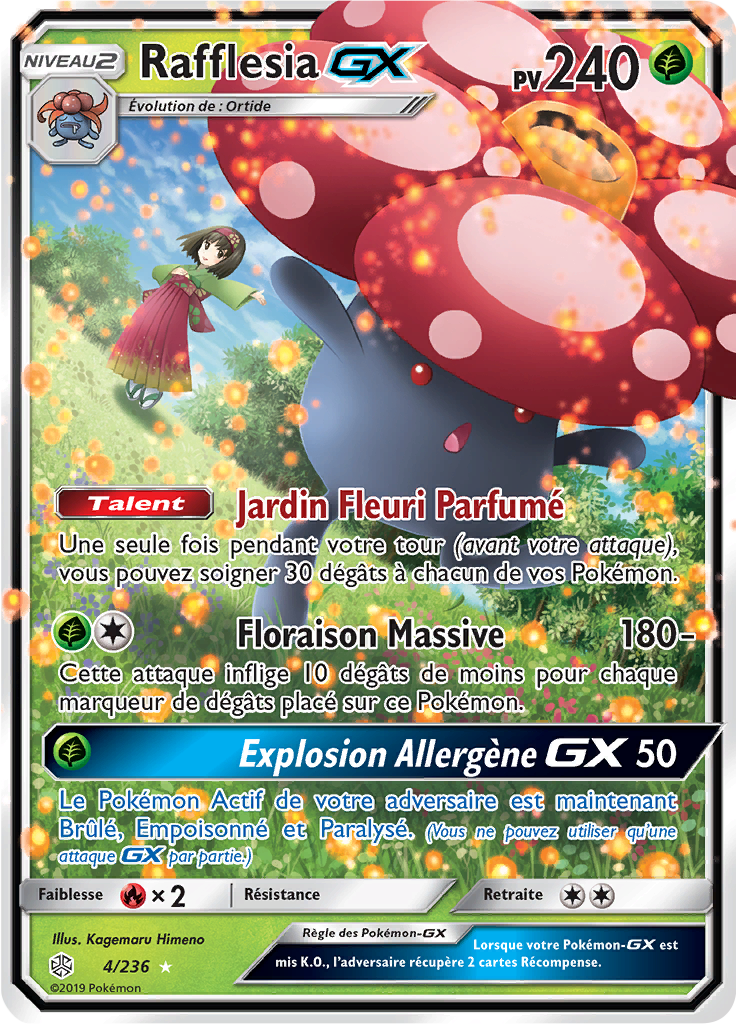 NIVEAU2
Rafflesia GX
PV240
Évolution de : Ortide
Talent Jardin Fleuri Parfumé
Une seule fois pendant votre tour (avant votre attaque),
vous pouvez soigner 30 dégâts à chacun de vos Pokémon.
Floraison Massive 180-
Cette attaque inflige 10 dégâts de moins pour chaque
marqueur de dégâts placé sur ce Pokémon.
Explosion Allergène GX 50
Le Pokémon Actif de votre adversaire est maintenant
Brûlé, Empoisonné et Paralysé. (Vous ne pouvez utiliser qu'une
attaque GX par partie.)
Faiblesse ×2 Résistance Retraite
Illus. Kagemaru Himeno
4/236
©2019 Pokémon
Règle des Pokémon-GX
Lorsque votre Pokémon-GX est
mis K.O., l'adversaire récupère 2 cartes Récompense.